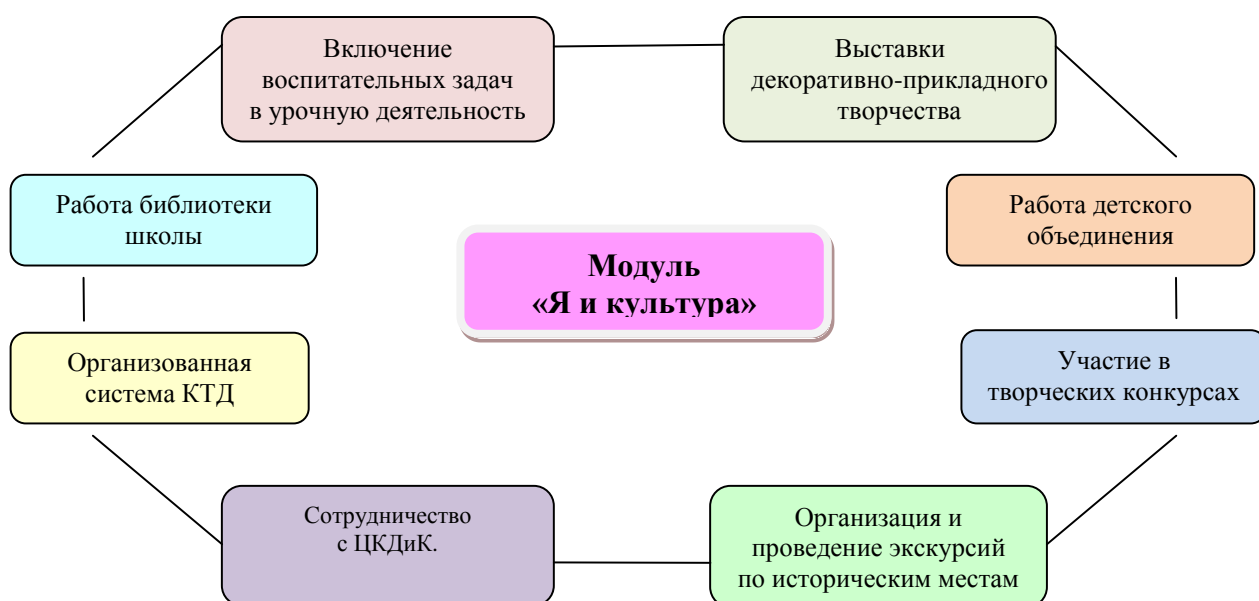 Включение
воспитательных задач
в урочную деятельность
Выставки
декоративно-прикладного
творчества
Работа библиотеки
школы
Работа детского
объединения
Модуль
«Я и культура»
Организованная
система КТД
Участие в
творческих конкурсах
Сотрудничество
с ЦКДиК.
Организация и
проведение экскурсий
по историческим местам